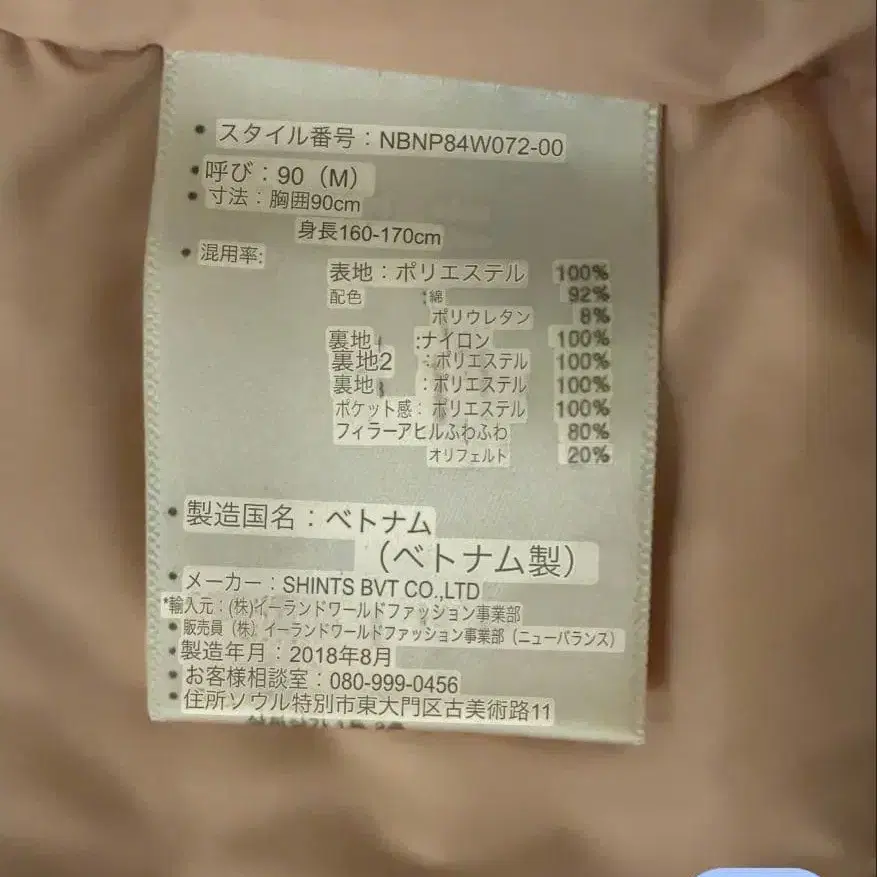 • スタイル番号：NBNP84W072-00
• 呼び：90（M）
• 寸法：胸囲90cm
身長160-170cm
• 混用率:
表地：ポリエステル 100%
配色 :綿 92%
ポリウレタン 8%
裏地 :ナイロン 100%
裏地2 :ポリエステル 100%
裏地 :ポリエステル 100%
ポケット感：ポリエステル 100%
フィラーアヒルふわふわ 80%
オリフェルト 20%
• 製造国名：ベトナム
（ベトナム製）
• メーカー：SHINTS BVT CO.,LTD
*輸入元：(株)イーランドワールドファッション事業部
• 販売員（株）イーランドワールドファッション事業部（ニューバランス）
• 製造年月：2018年8月
• お客様相談室：080-999-0456
• 住所ソウル特別市東大門区古美術路11